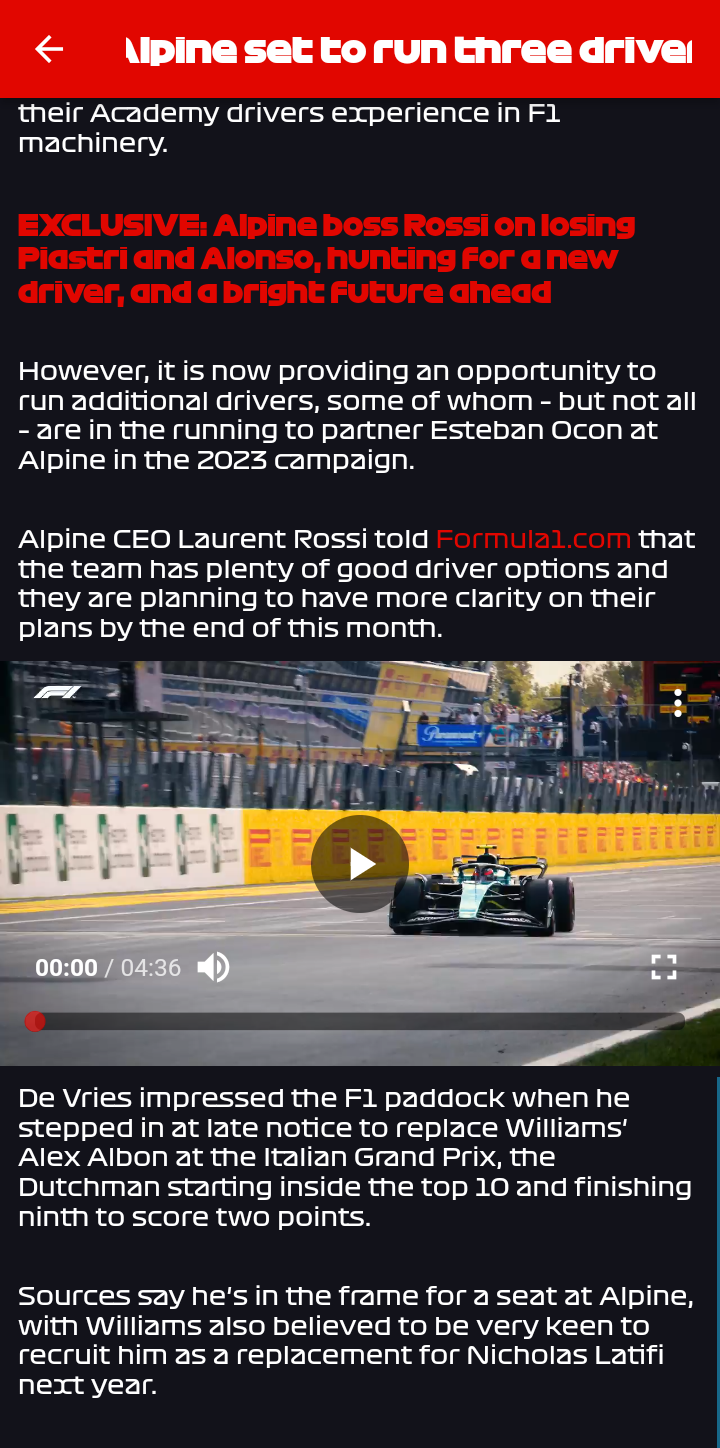 Alpine set to run three driver
their Academy drivers experience in F1
machinery.
EXCLUSIVE: Alpine boss Rossi on losing
Piastri and Alonso, hunting for a new
driver, and a bright future ahead
However, it is now providing an opportunity to
run additional drivers, some of whom - but not all
- are in the running to partner Esteban Ocon at
Alpine in the 2023 campaign.
Alpine CEO Laurent Rossi told Formula1.com that
the team has plenty of good driver options and
they are planning to have more clarity on their
plans by the end of this month.
F1
Paramount
00:00 / 04:36
De Vries impressed the F1 paddock when he
stepped in at late notice to replace Williams'
Alex Albon at the Italian Grand Prix, the
Dutchman starting inside the top 10 and finishing
ninth to score two points.
Sources say he's in the frame for a seat at Alpine,
with Williams also believed to be very keen to
recruit him as a replacement for Nicholas Latifi
next year.